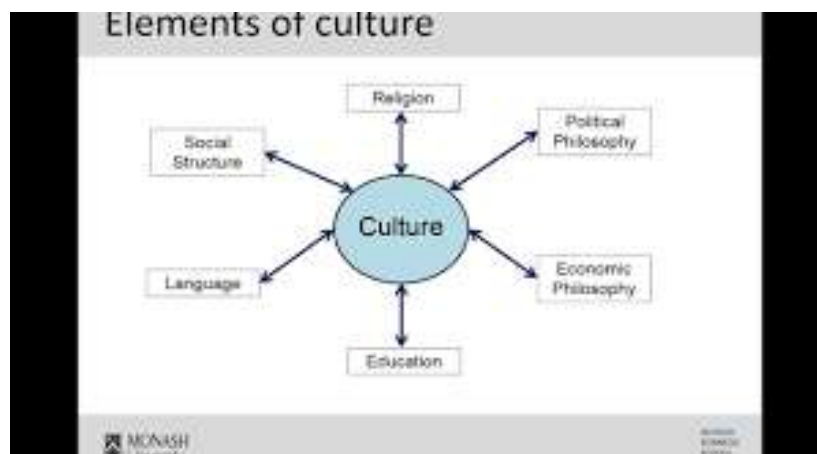 Elements of culture
Religion
Political
Philosophy
Social
Structure
Culture
Language
Economic
Philosophy
Education
MONASH